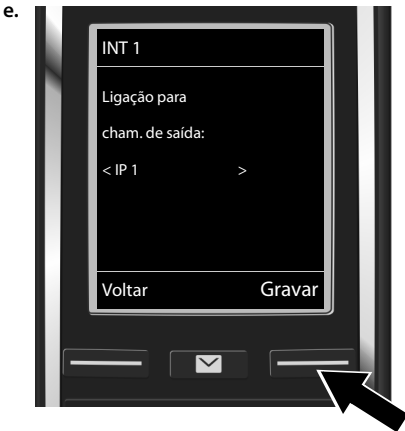 e.
INT 1
Ligação para
cham. de saída:
< IP 1 >
Voltar Gravar